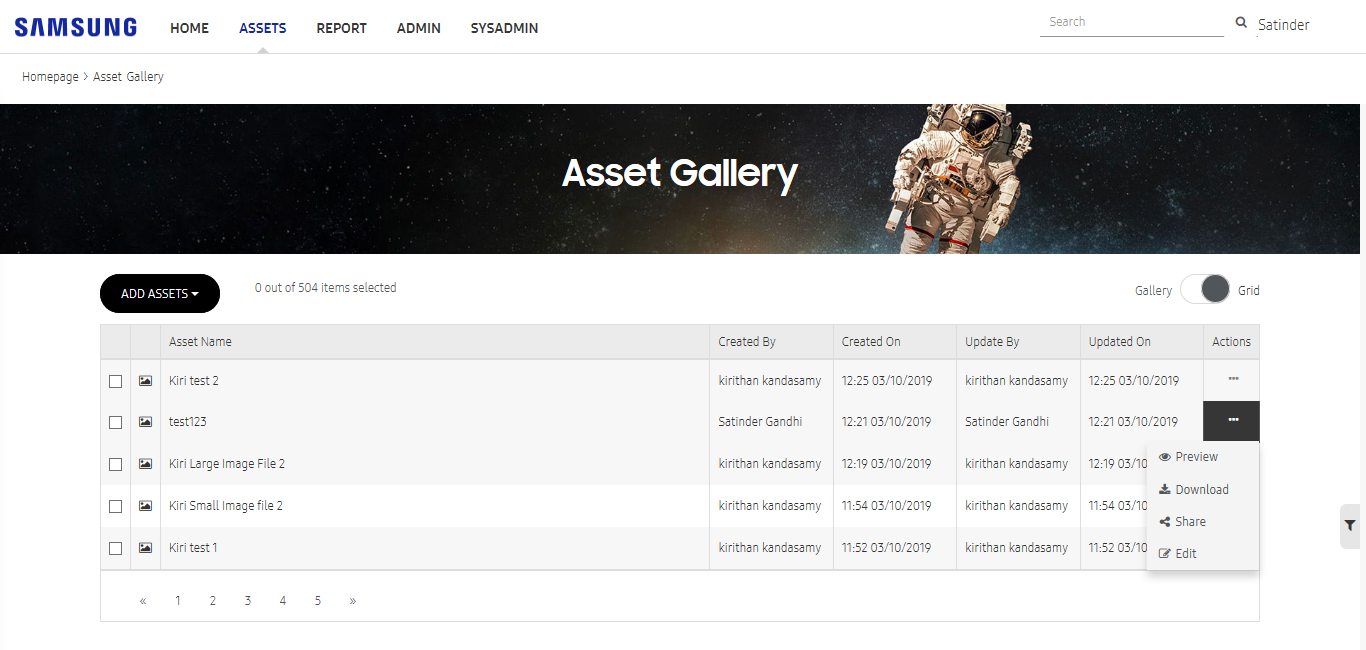 SAMSUNG HOME ASSETS REPORT ADMIN SYSADMIN Search Satinder
Homepage > Asset Gallery
Asset Gallery
ADD ASSETS 0 out of 504 items selected Gallery Grid
Asset Name Created By Created On Update By Updated On Actions
Kiri test 2 kirithan kandasamy 12:25 03/10/2019 kirithan kandasamy 12:25 03/10/2019 ...
test123 Satinder Gandhi 12:21 03/10/2019 Satinder Gandhi 12:21 03/10/2019 ...
Kiri Large Image File 2 kirithan kandasamy 12:19 03/10/2019 kirithan kandasamy 12:19 03/10
Preview
Download
Share
Edit
Kiri Small Image file 2 kirithan kandasamy 11:54 03/10/2019 kirithan kandasamy 11:54 03/10
Kiri test 1 kirithan kandasamy 11:52 03/10/2019 kirithan kandasamy 11:52 03/10
« 1 2 3 4 5 »